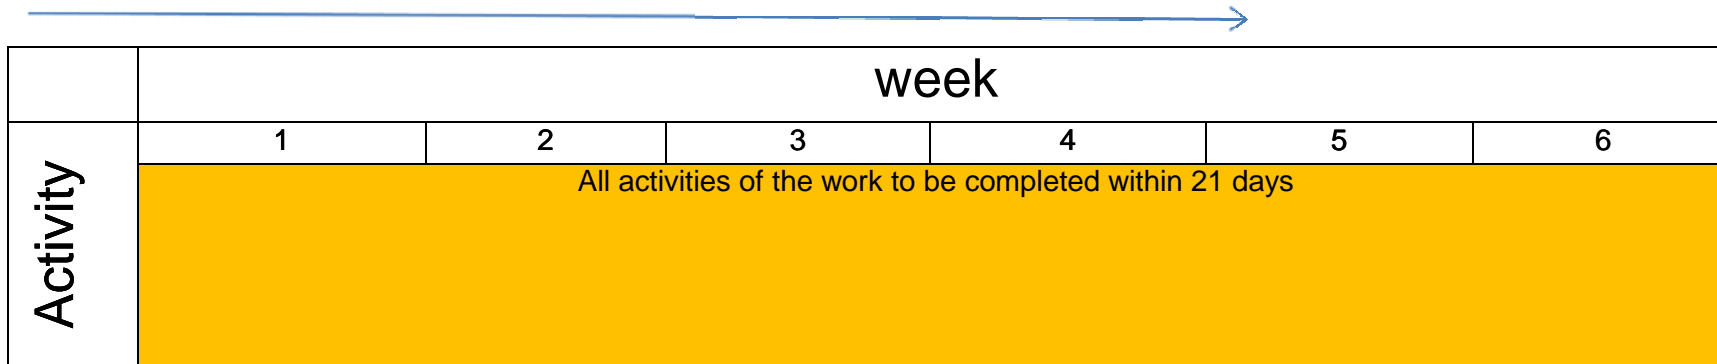 week
1 2 3 4 5 6
Activity
All activities of the work to be completed within 21 days